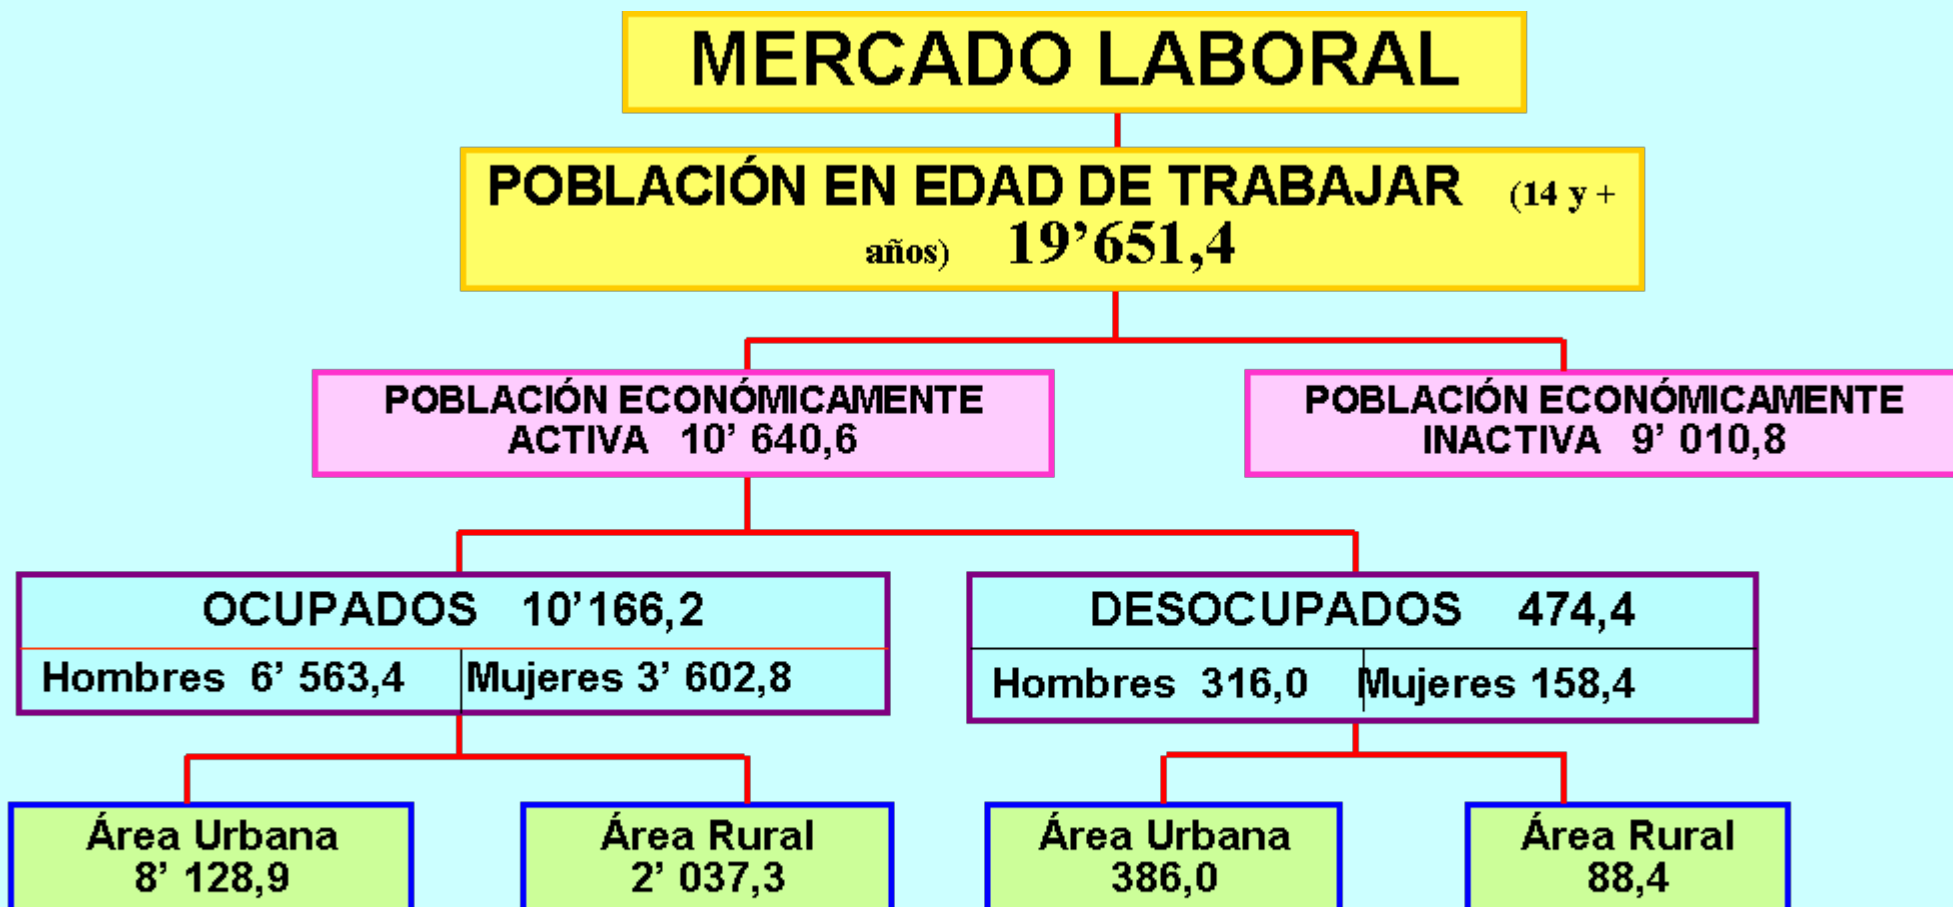 MERCADO LABORAL
POBLACIÓN EN EDAD DE TRABAJAR (14 y +
años) 19’651,4
POBLACIÓN ECONÓMICAMENTE
ACTIVA 10’ 640,6
POBLACIÓN ECONÓMICAMENTE
INACTIVA 9’ 010,8
OCUPADOS 10’166,2
Hombres 6’ 563,4 Mujeres 3’ 602,8
DESOCUPADOS 474,4
Hombres 316,0 Mujeres 158,4
Área Urbana
8’ 128,9
Área Rural
2’ 037,3
Área Urbana
386,0
Área Rural
88,4